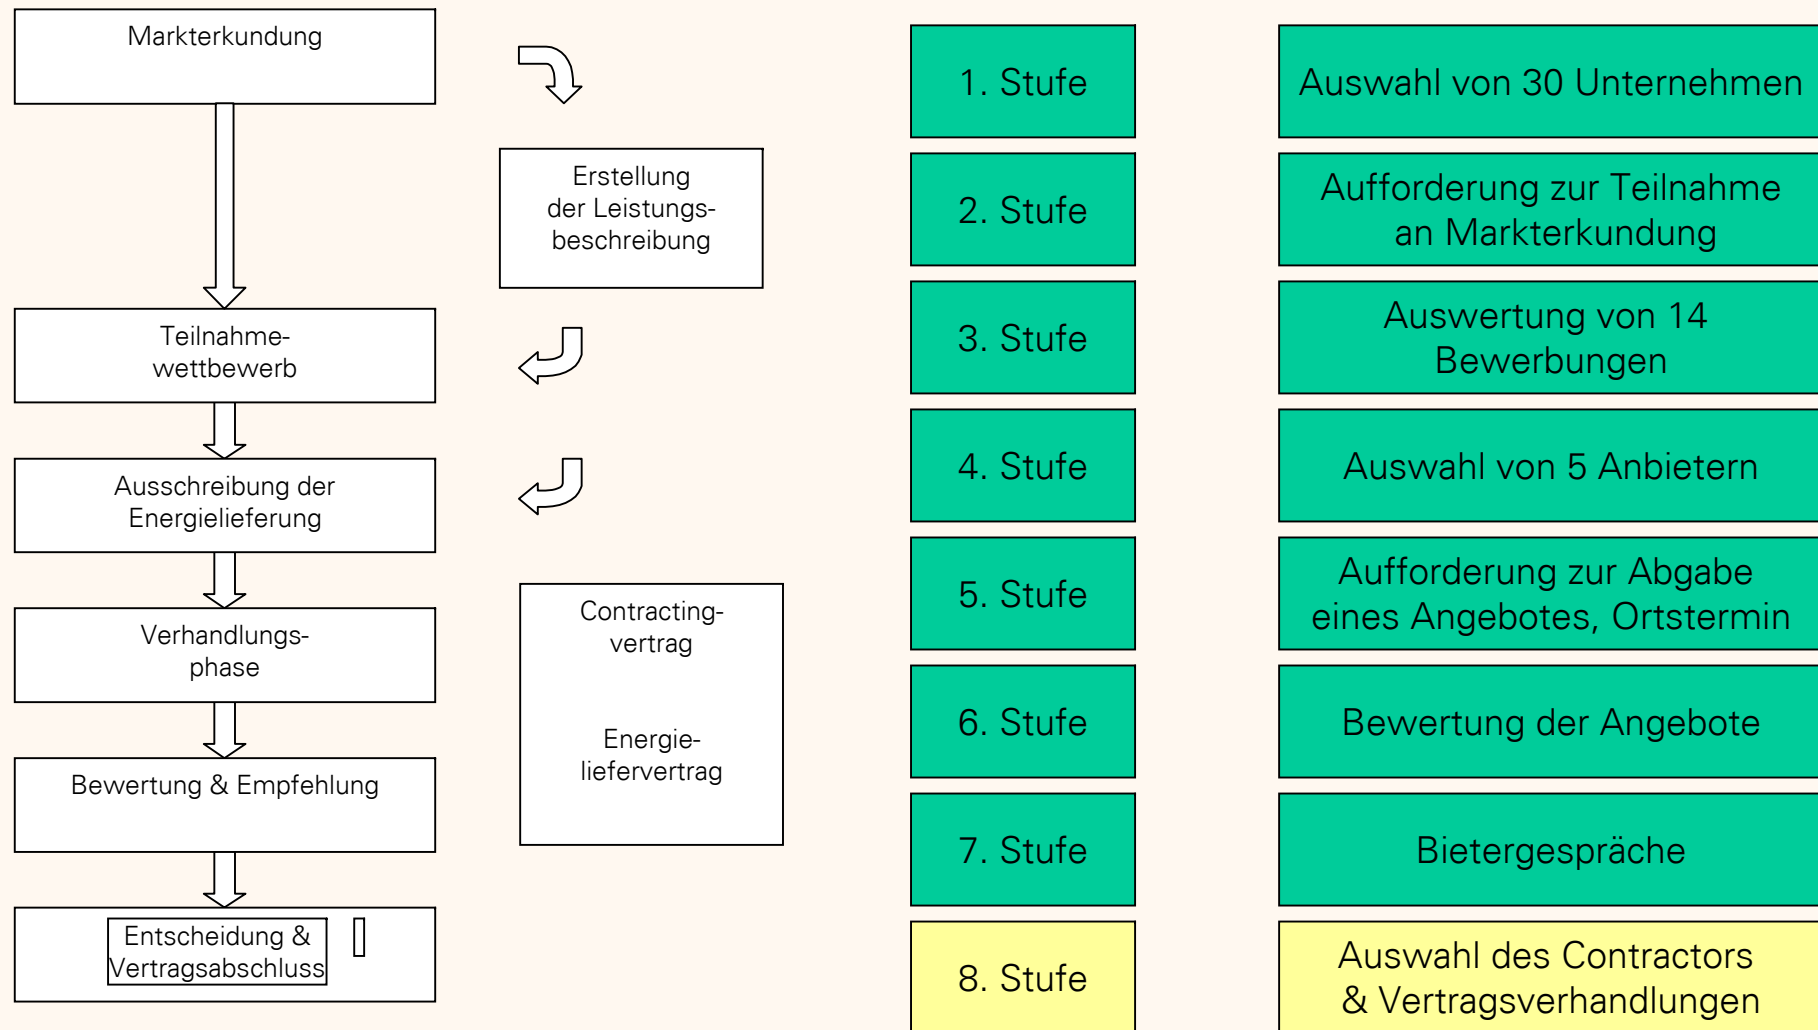 Markterkundung
Erstellung
der Leistungs-
beschreibung
Teilnahme-
wettbewerb
Ausschreibung der
Energielieferung
Verhandlungs-
phase
Contracting-
vertrag
Energie-
liefervertrag
Bewertung & Empfehlung
Entscheidung &
Vertragsabschluss
1. Stufe
Auswahl von 30 Unternehmen
2. Stufe
Aufforderung zur Teilnahme
an Markterkundung
3. Stufe
Auswertung von 14
Bewerbungen
4. Stufe
Auswahl von 5 Anbietern
5. Stufe
Aufforderung zur Abgabe
eines Angebotes, Ortstermin
6. Stufe
Bewertung der Angebote
7. Stufe
Bietergespräche
8. Stufe
Auswahl des Contractors
& Vertragsverhandlungen